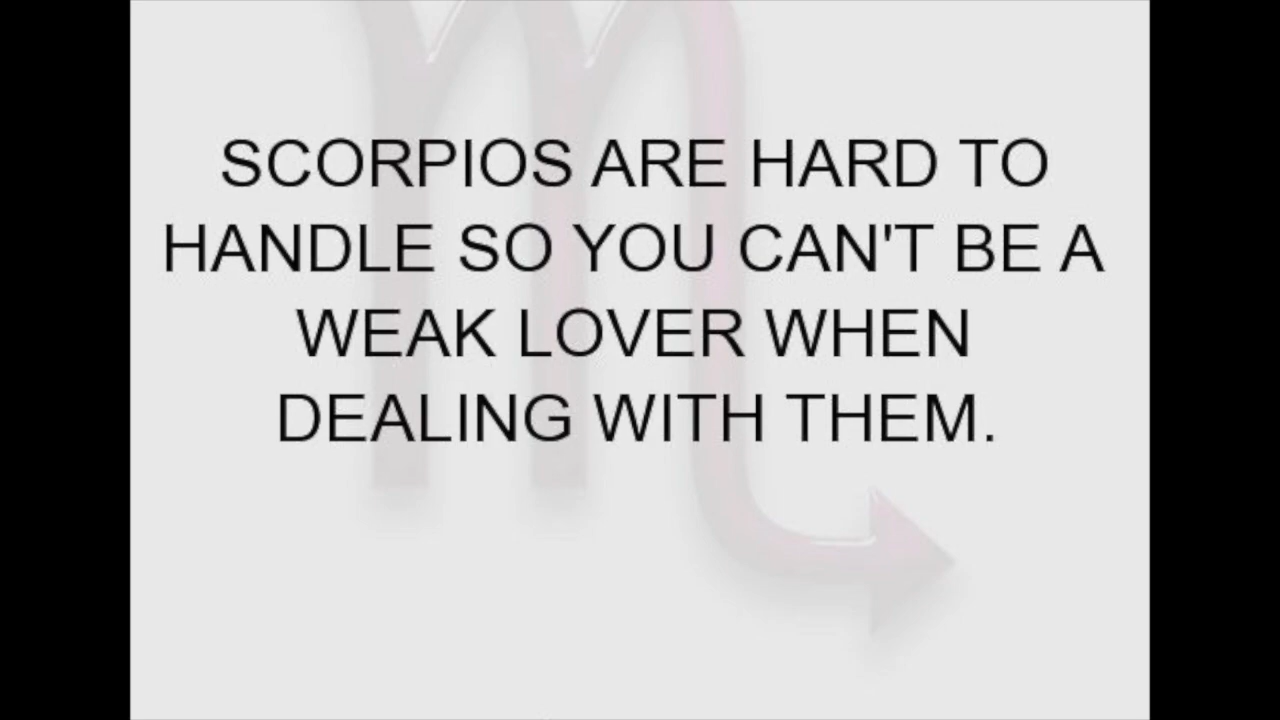 SCORPIOS ARE HARD TO
HANDLE SO YOU CAN'T BE A
WEAK LOVER WHEN
DEALING WITH THEM.